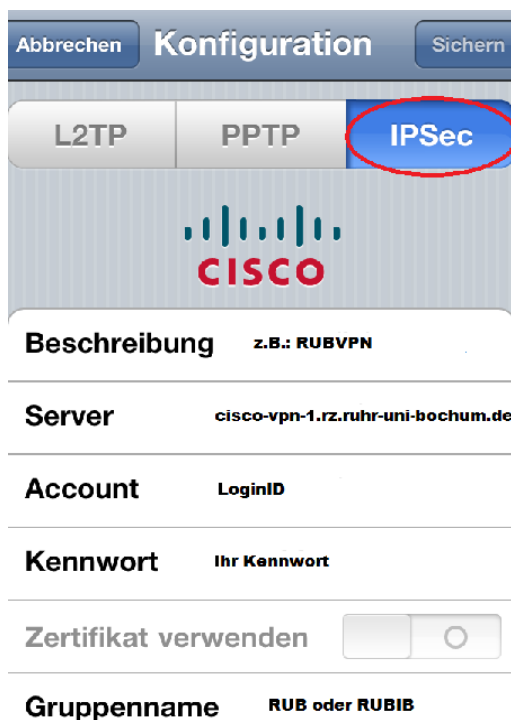 Abbrechen Konfiguration Sichern
L2TP PPTP IPSec
CISCO
Beschreibung z.B.: RUBVPN
Server cisco-vpn-1.rz.ruhr-uni-bochum.de
Account LoginID
Kennwort Ihr Kennwort
Zertifikat verwenden
Gruppenname RUB oder RUBIB